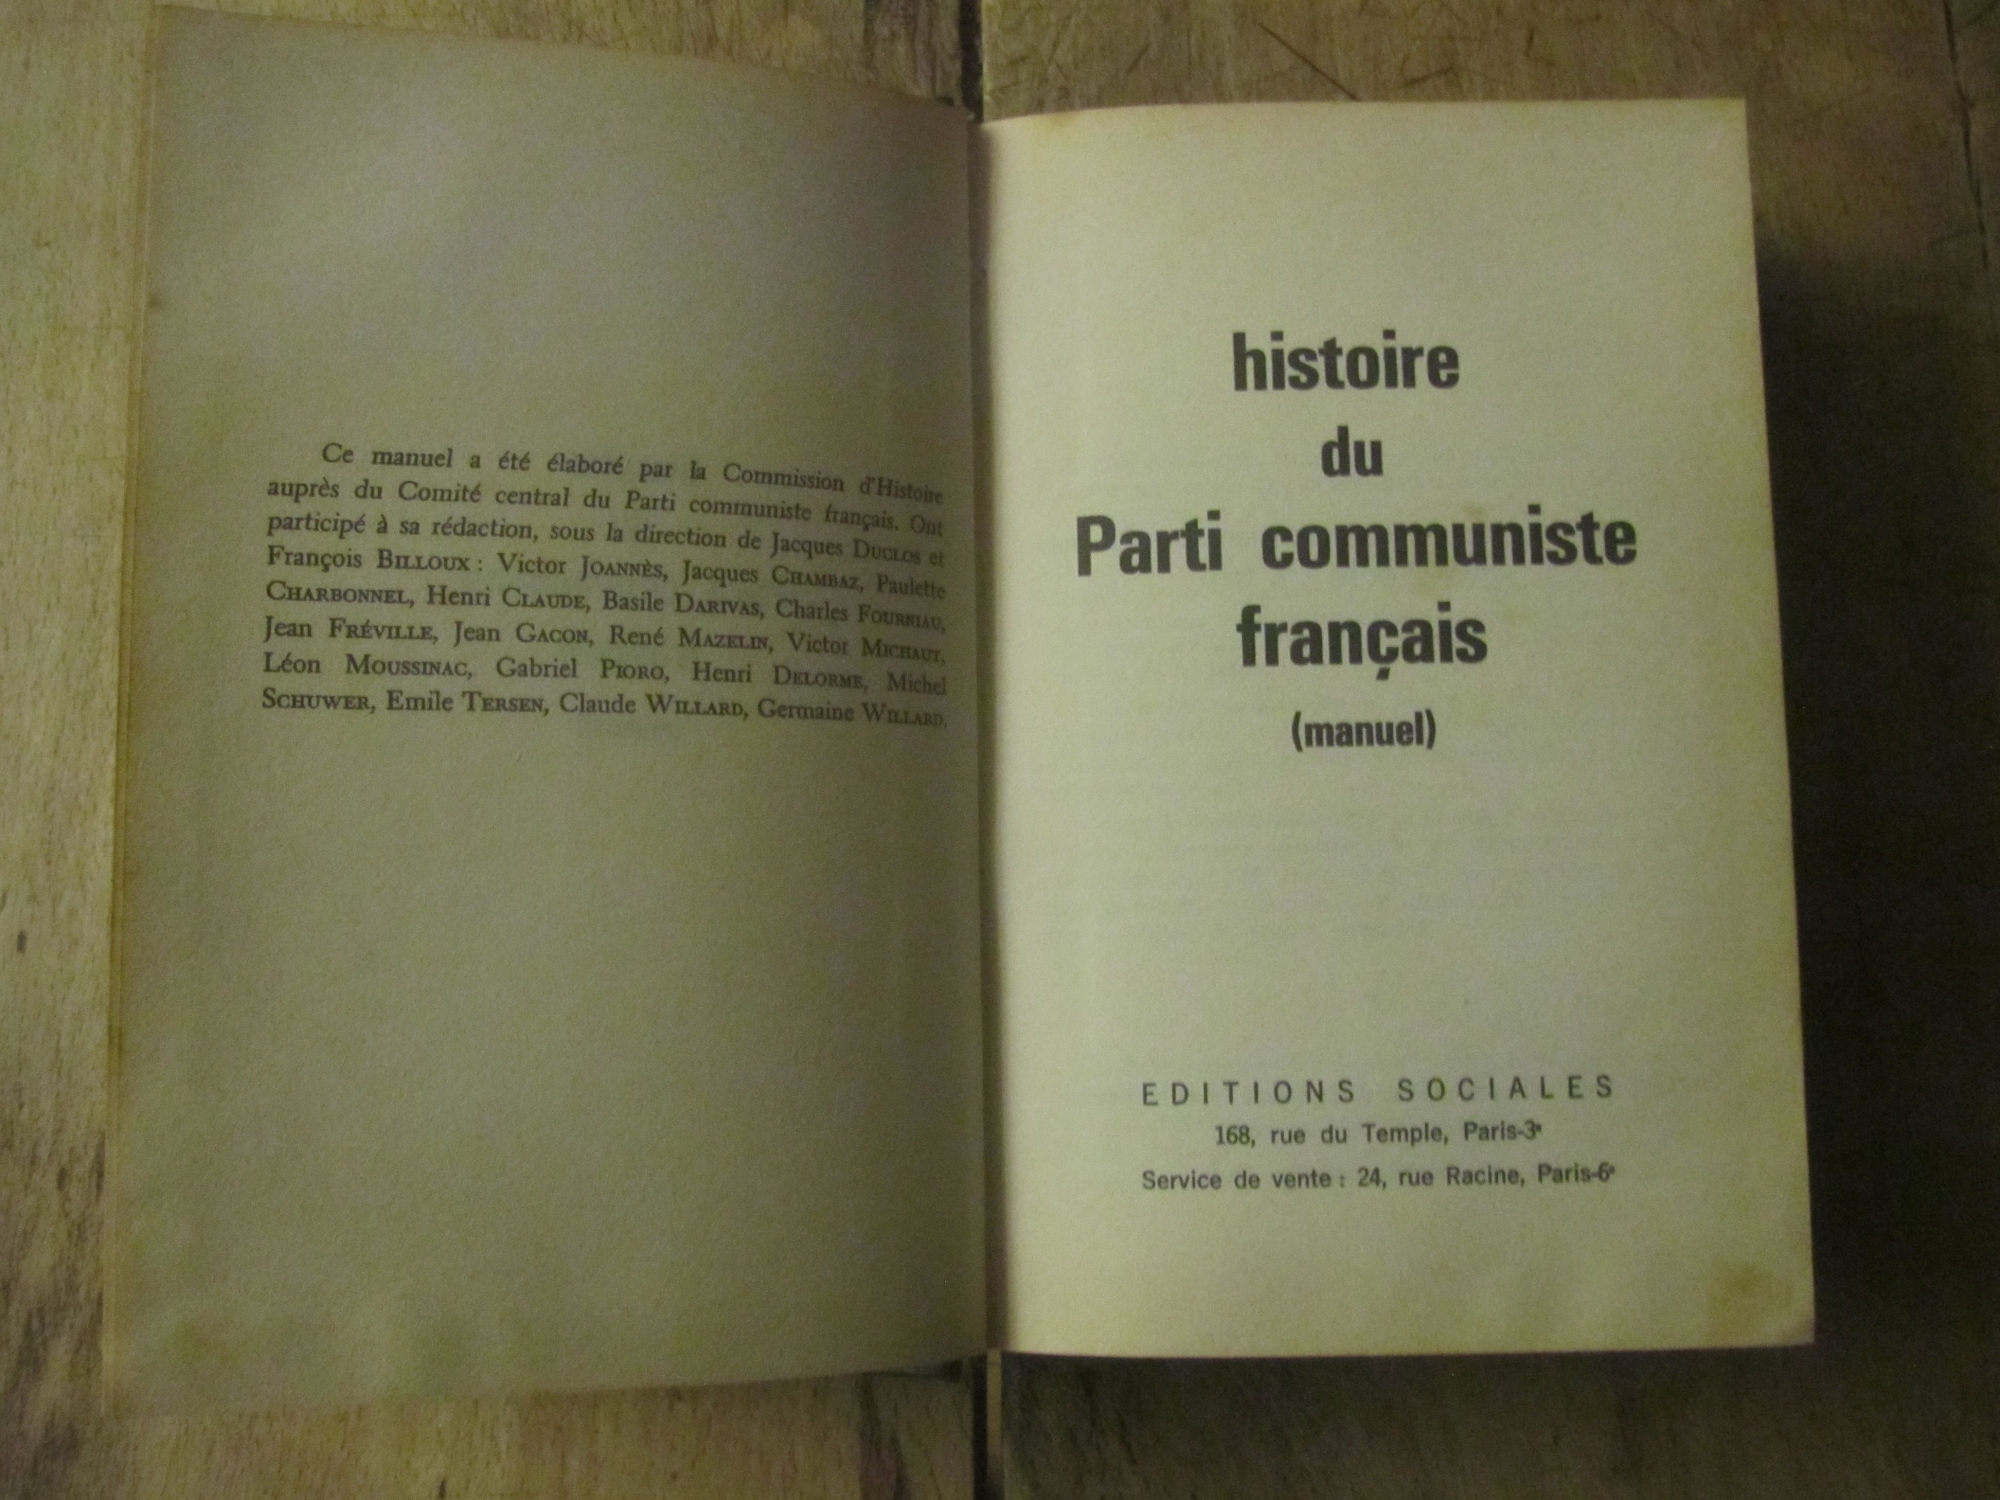 Ce manuel a été élaboré par la Commission d'Histoire
auprès du Comité central du Parti communiste français. Ont
participé à sa rédaction, sous la direction de Jacques DUCLOS et
François BILLOUX : Victor JOANNÈS, Jacques CHAMBAZ, Paulette
CHARBONNEL, Henri CLAUDE, Basile DARIVAS, Charles FOURNIAU,
Jean FRÉVILLE, Jean GACON, René MAZELIN, Victor MICHAUT,
Léon MOUSSINAC, Gabriel PIORO, Henri DELORME, Michel
SCHUWER, Emile TERSEN, Claude WILLARD, Germaine WILLARD.
histoire
du
Parti communiste
français
(manuel)
EDITIONS SOCIALES
168, rue du Temple, Paris-3e
Service de vente : 24, rue Racine, Paris-6e